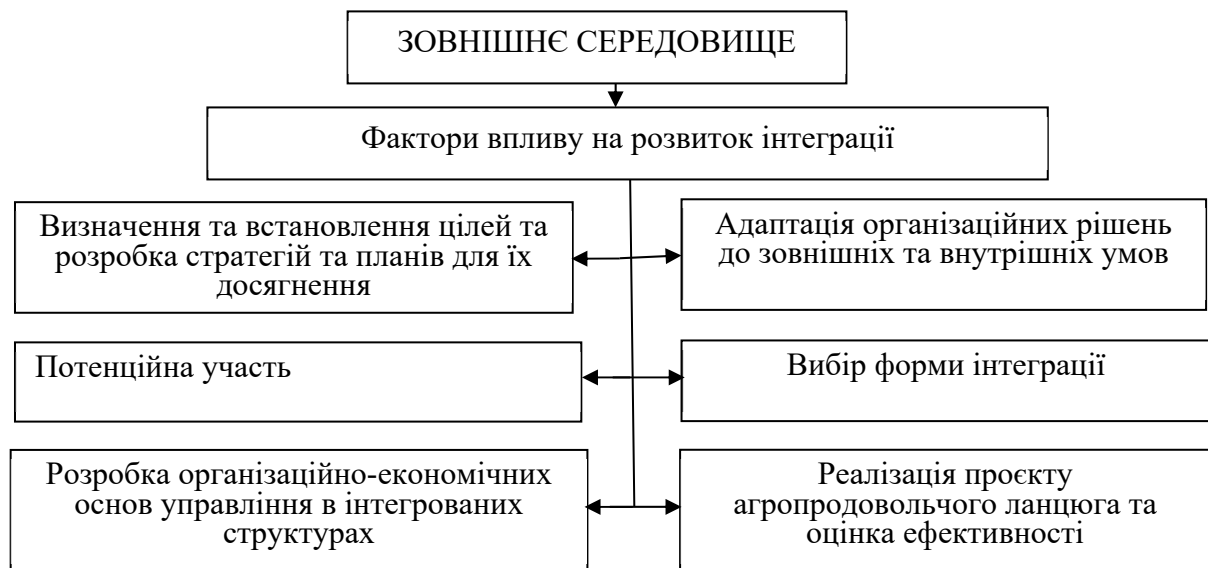 ЗОВНІШНЄ СЕРЕДОВИЩЕ
Фактори впливу на розвиток інтеграції
Визначення та встановлення цілей та
розробка стратегій та планів для їх
досягнення
Адаптація організаційних рішень
до зовнішніх та внутрішніх умов
Потенційна участь
Вибір форми інтеграції
Розробка організаційно-економічних
основ управління в інтегрованих
структурах
Реалізація проєкту
агропродовольчого ланцюга та
оцінка ефективності